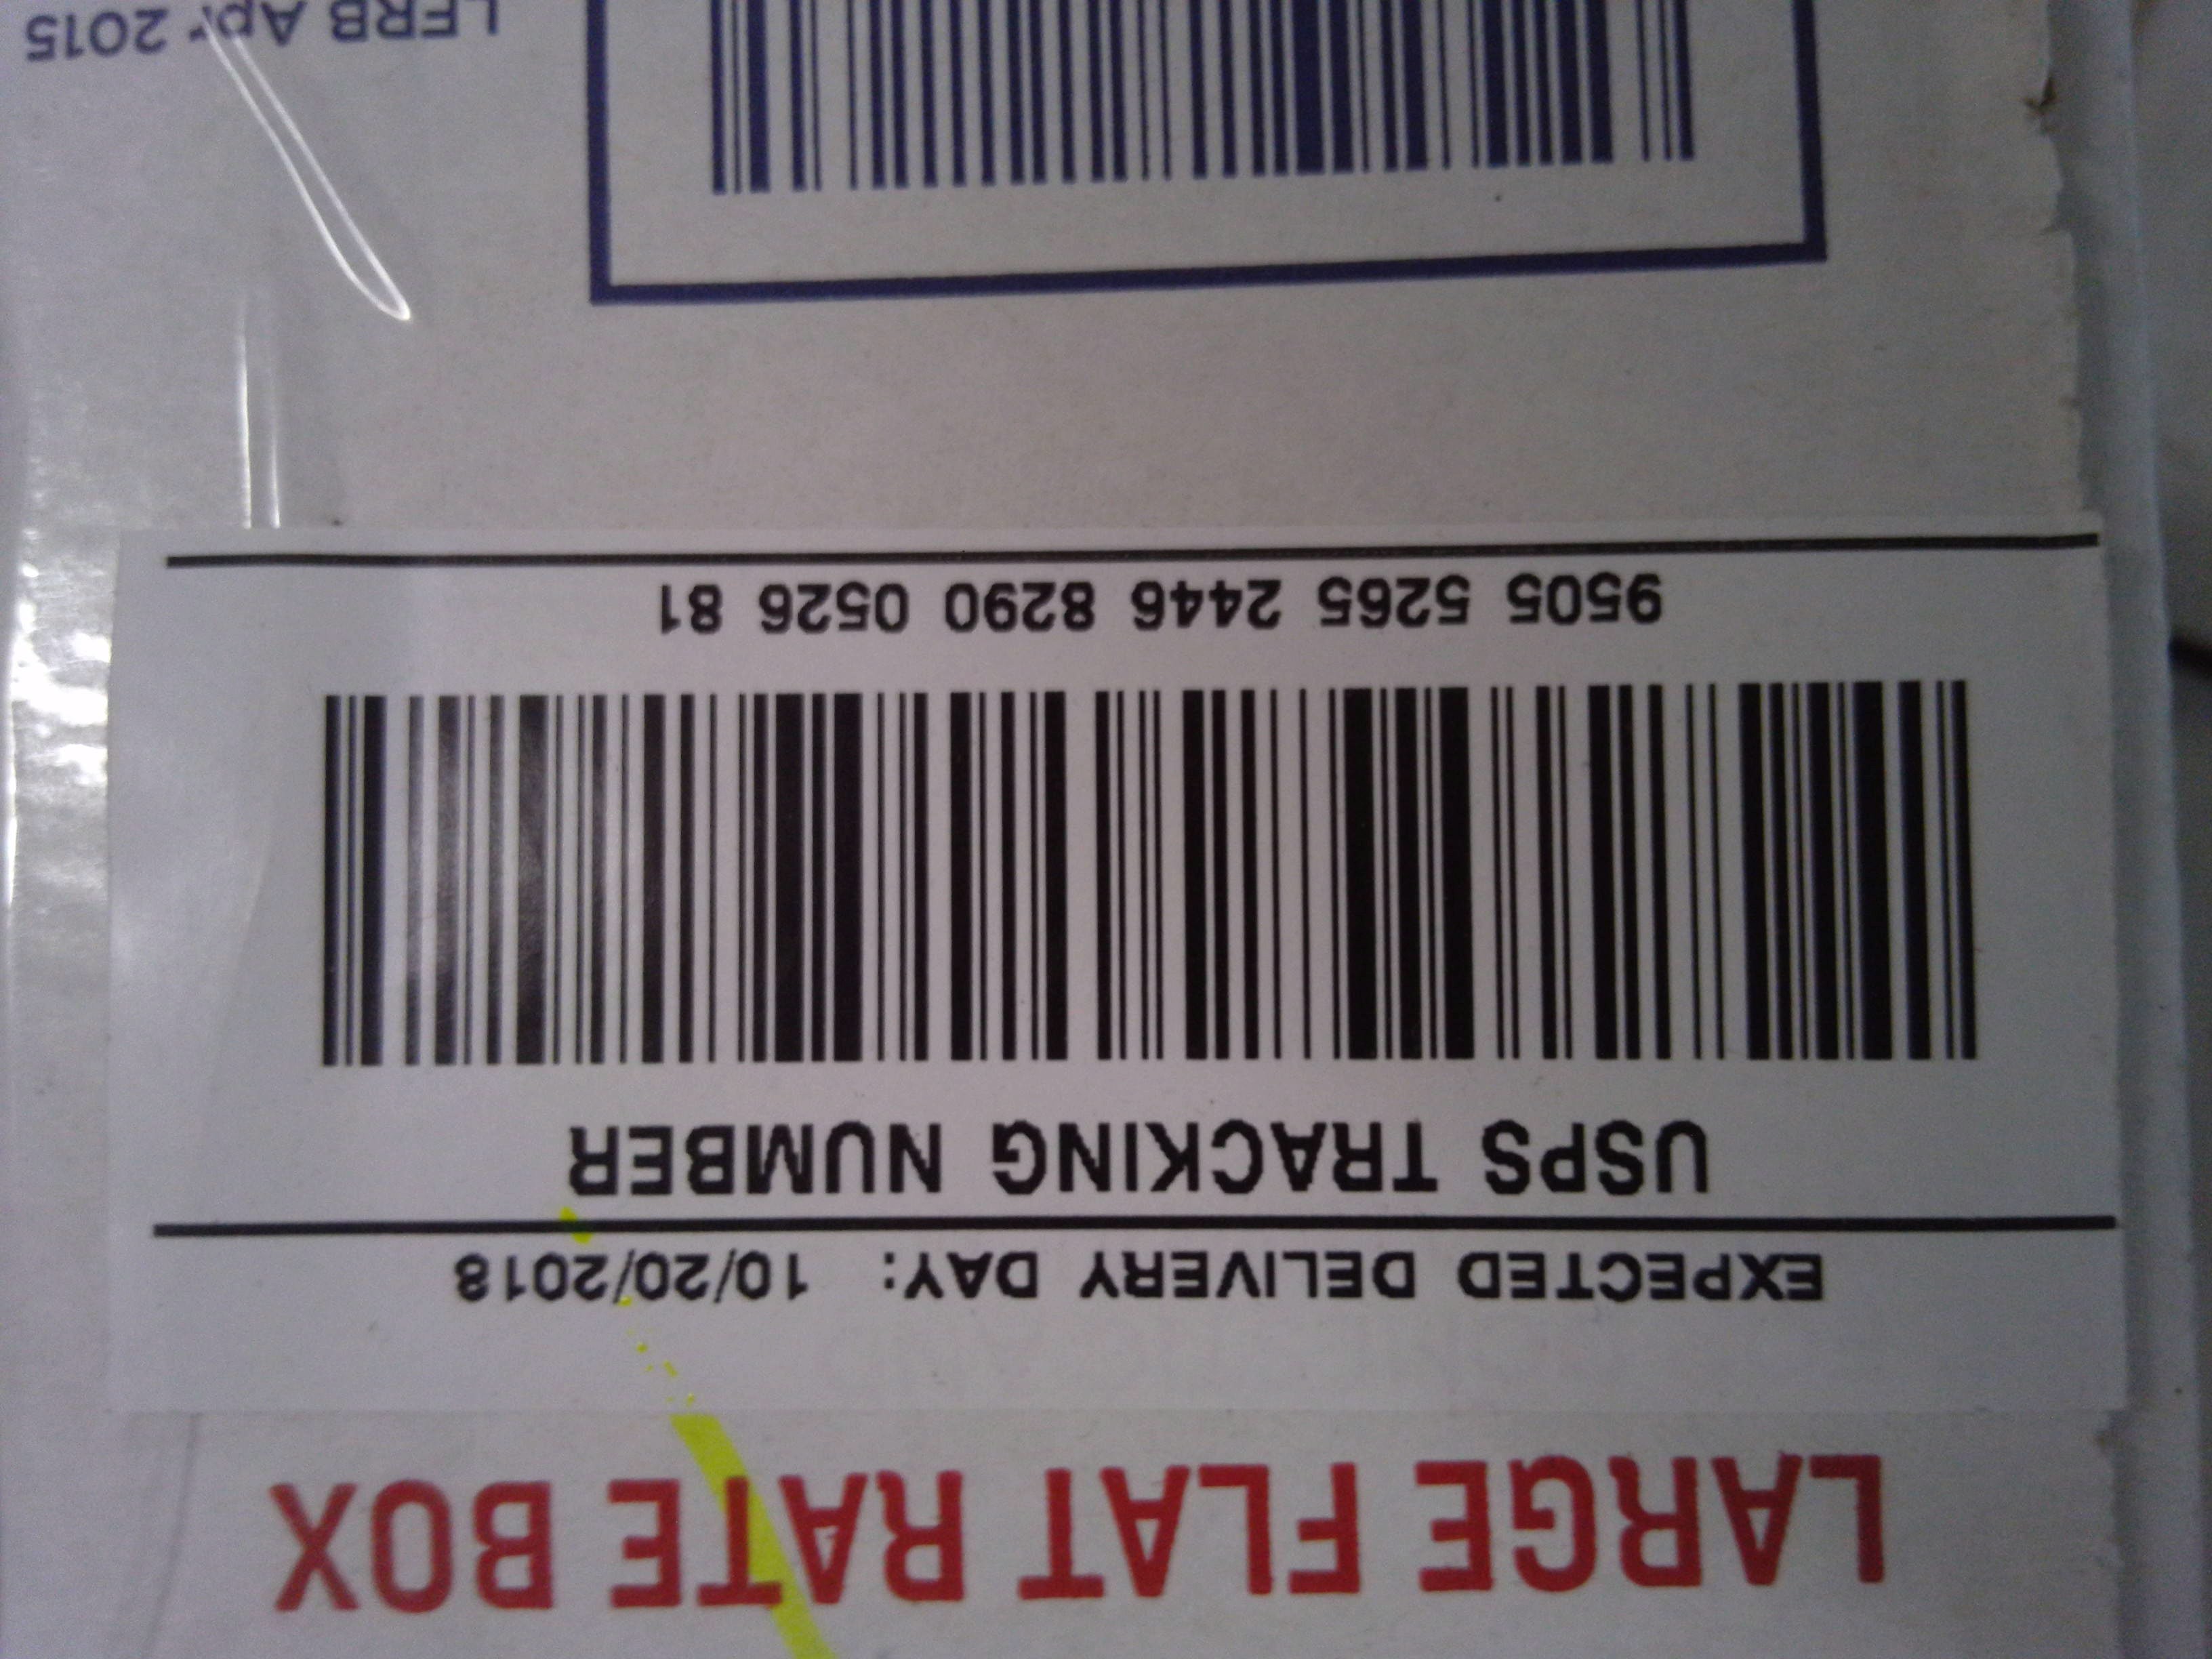 LARGE FLAT RATE BOX
EXPECTED DELIVERY DAY: 10/20/2018
USPS TRACKING NUMBER
9505 5265 2446 8290 0526 81
LFRB Apr 2015